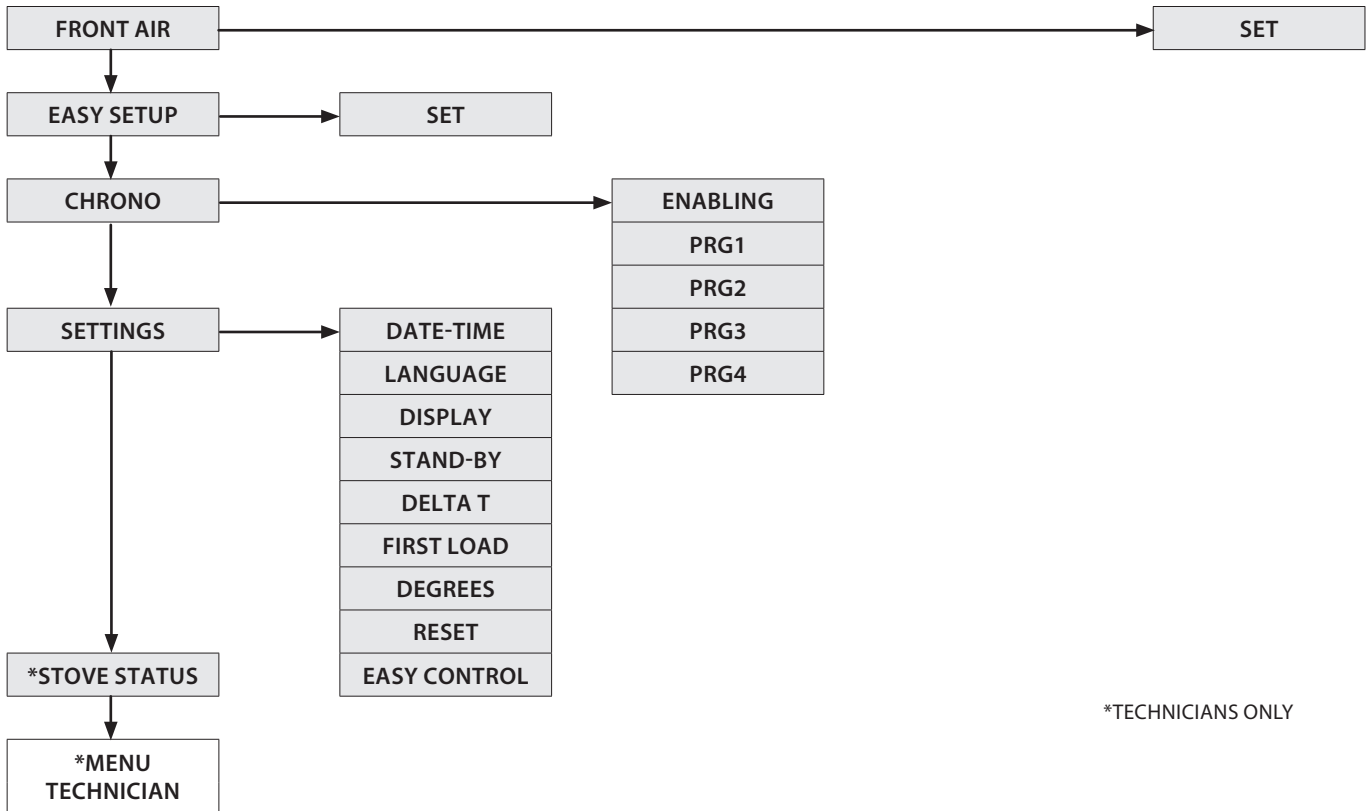 FRONT AIR
SET
EASY SETUP
SET
CHRONO
ENABLING
PRG1
PRG2
PRG3
PRG4
SETTINGS
DATE-TIME
LANGUAGE
DISPLAY
STAND-BY
DELTA T
FIRST LOAD
DEGREES
RESET
EASY CONTROL
*STOVE STATUS
*MENU
TECHNICIAN
*TECHNICIANS ONLY